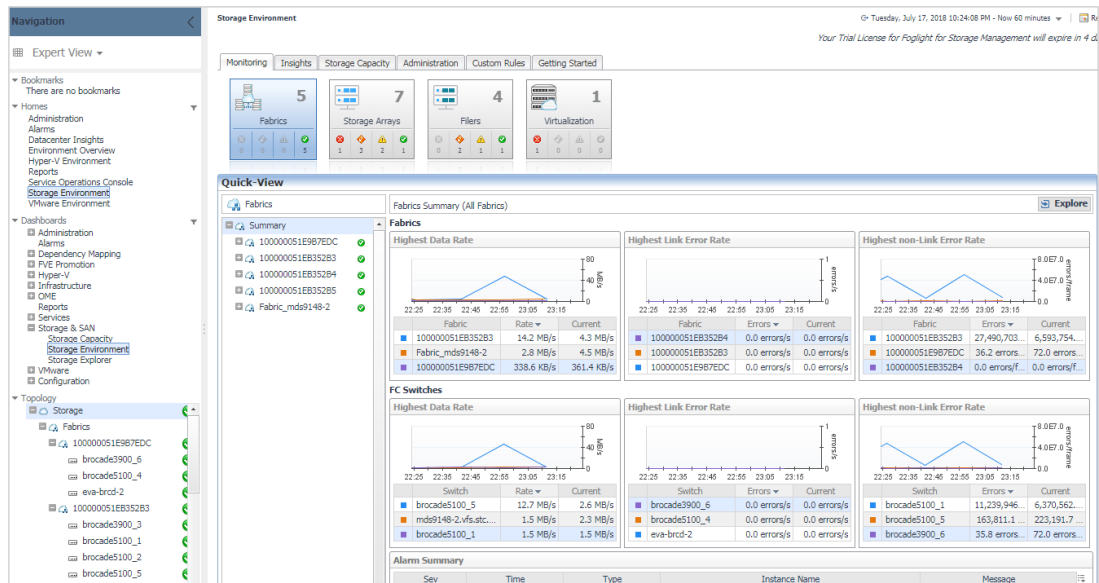 Navigation
Expert View
Bookmarks
There are no bookmarks
Homes
Administration
Alarms
Datacenter Insights
Environment Overview
Hyper-V Environment
Reports
Service Operations Console
Storage Environment
VMware Environment
Dashboards
Administration
Alarms
Dependency Mapping
FVE Promotion
Hyper-V
Infrastructure
OME
Reports
Services
Storage & SAN
Storage Capacity
Storage Environment
Storage Explorer
VMware
Configuration
Topology
Storage
Fabrics
100000051E9B7EDC
brocade3900_6
brocade5100_4
eva-brcd-2
100000051EB352B3
brocade3900_3
brocade5100_1
brocade5100_2
brocade5100_5
Storage Environment
Tuesday, July 17, 2018 10:24:08 PM - Now 60 minutes
Your Trial License for Foglight for Storage Management will expire in 4 d
Monitoring Insights Storage Capacity Administration Custom Rules Getting Started
5 7 4 1
Fabrics Storage Arrays Filers Virtualization
0 0 0 5 1 3 2 1 0 2 1 1 1 0 0 0
Quick-View
Fabrics
Summary
100000051E9B7EDC
100000051EB352B3
100000051EB352B4
100000051EB352B5
Fabric_mds9148-2
Fabrics Summary (All Fabrics) Explore
Fabrics
Highest Data Rate
80
40
0
MB/s
22:25 22:35 22:45 22:55 23:05 23:15
Fabric Rate Current
100000051EB352B3 14.2 MB/s 4.3 MB/s
Fabric_mds9148-2 2.8 MB/s 4.5 MB/s
100000051E9B7EDC 338.6 KB/s 361.4 KB/s
Highest Link Error Rate
1
0
errors/s
22:25 22:35 22:45 22:55 23:05 23:15
Fabric Errors Current
100000051EB352B4 0.0 errors/s 0.0 errors/s
100000051EB352B3 0.0 errors/s 0.0 errors/s
100000051E9B7EDC 0.0 errors/s 0.0 errors/s
Highest non-Link Error Rate
8.0E7.0
4.0E7.0
0.0
errors/frame
22:25 22:35 22:45 22:55 23:05 23:15
Fabric Errors Current
100000051EB352B3 27,490,703... 6,593,754....
100000051E9B7EDC 36.2 errors... 72.0 errors...
100000051EB352B4 0.0 errors/f... 0.0 errors/f...
FC Switches
Highest Data Rate
80
40
0
MB/s
22:25 22:35 22:45 22:55 23:05 23:15
Switch Rate Current
brocade5100_5 12.7 MB/s 2.6 MB/s
mds9148-2.vfs.stc.... 1.5 MB/s 2.3 MB/s
brocade5100_1 1.5 MB/s 1.5 MB/s
Highest Link Error Rate
1
0
errors/s
22:25 22:35 22:45 22:55 23:05 23:15
Switch Errors Current
brocade3900_6 0.0 errors/s 0.0 errors/s
brocade5100_4 0.0 errors/s 0.0 errors/s
eva-brcd-2 0.0 errors/s 0.0 errors/s
Highest non-Link Error Rate
8.0E7.0
4.0E7.0
0.0
errors/frame
22:25 22:35 22:45 22:55 23:05 23:15
Switch Errors Current
brocade5100_1 11,239,946... 6,370,562....
brocade5100_5 163,811.1 ... 223,191.7 ...
brocade3900_6 35.8 errors... 72.0 errors...
Alarm Summary
Sev Time Type Instance Name Message